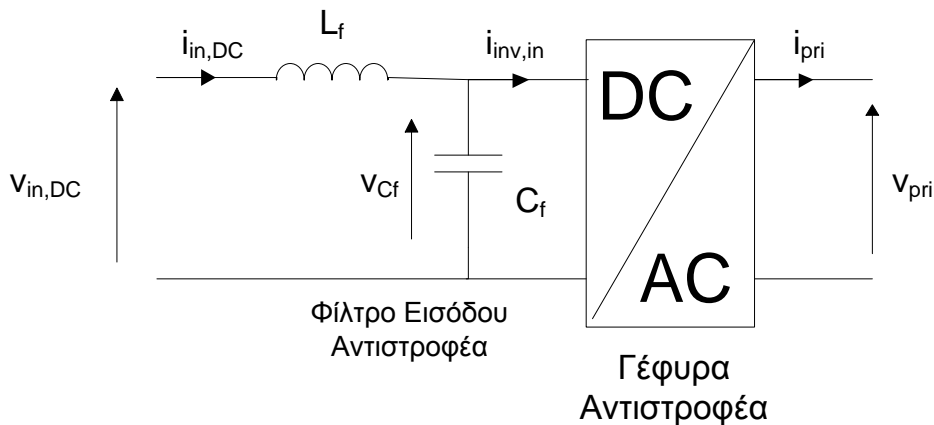 L_f
i_in,DC
i_inv,in
i_pri
DC
v_in,DC
v_Cf
C_f
v_pri
AC
Φίλτρο Εισόδου
Αντιστροφέα
Γέφυρα
Αντιστροφέα